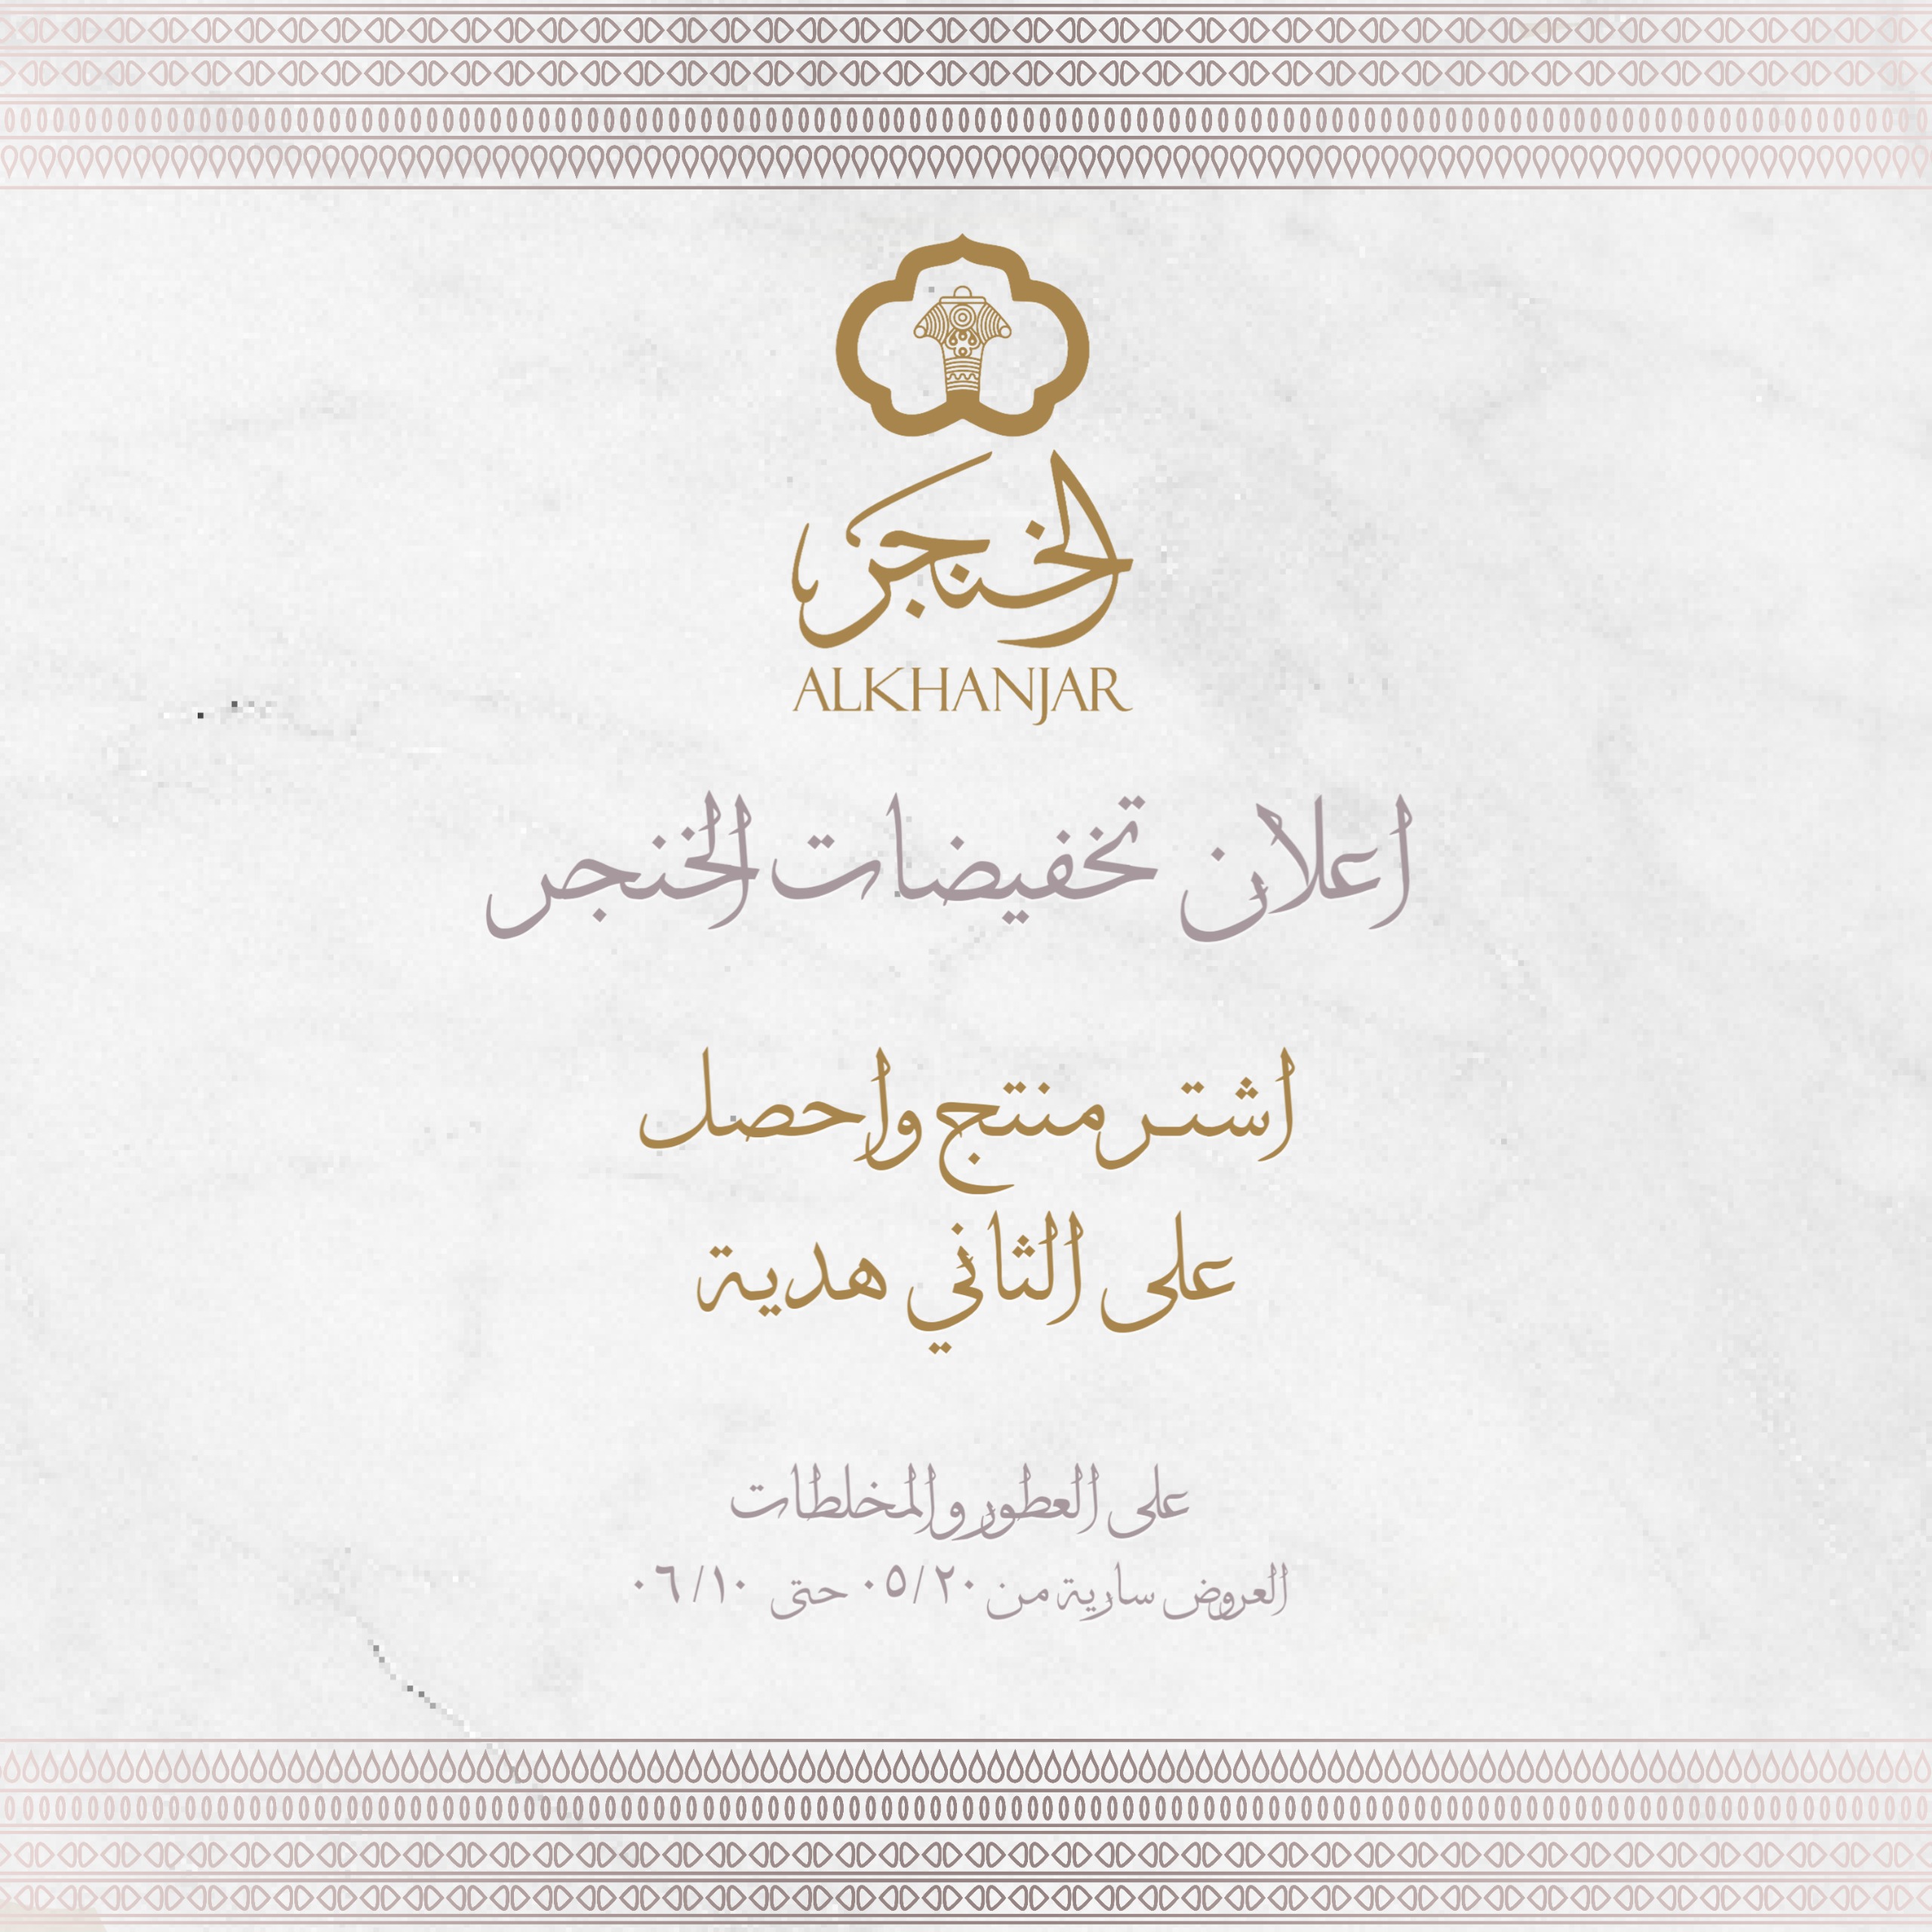 الخنجر
ALKHANJAR
اعلان تخفيضات الخنجر
اشتر منتج واحصل
على الثاني هدية
على العطور والمخلطات
العروض سارية من ٠٥/٢٠ حتى ٠٦/١٠